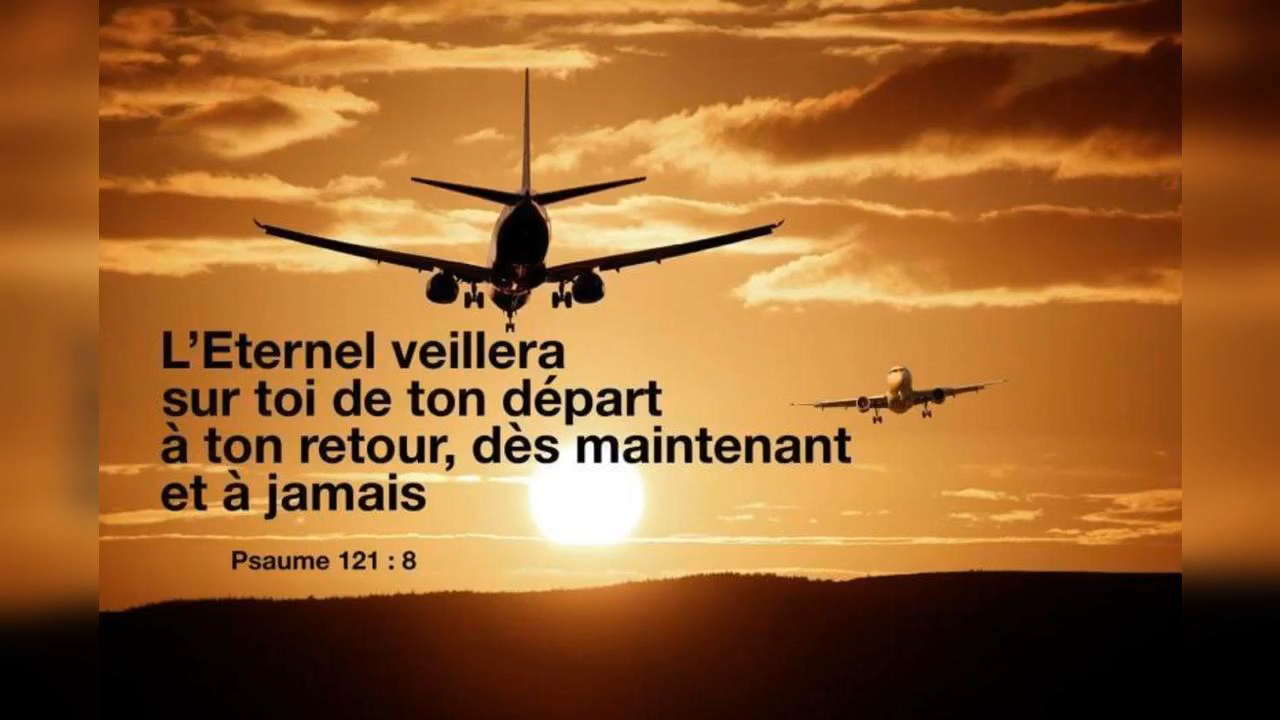 L’Eternel veillera
sur toi de ton départ
à ton retour, dès maintenant
et à jamais
Psaume 121 : 8